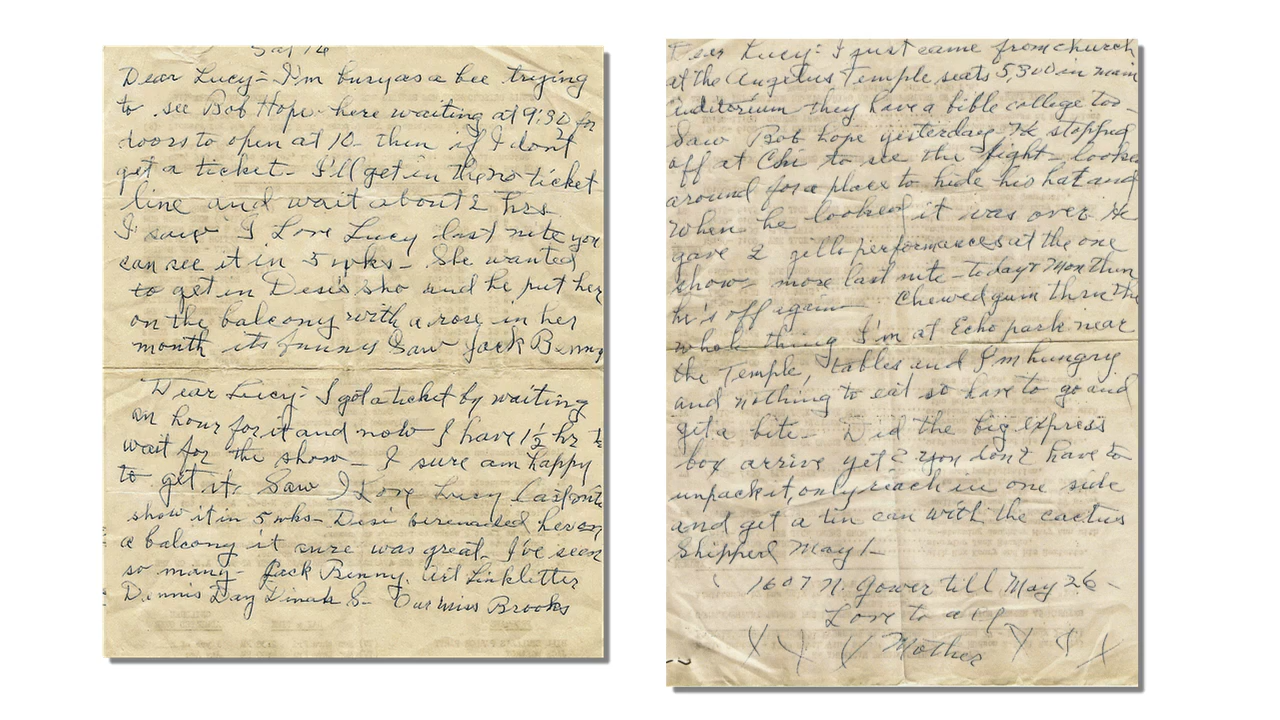 Sat 16
Dear Lucy:- I'm busy as a bee trying
to see Bob Hope. here waiting at 9:30 for
doors to open at 10- then if I don't
get a ticket- I'll get in the no ticket
line and wait about 2 hrs.
I saw I Love Lucy last nite you
can see it in 5 wks- She wanted
to get in Desis sho and he put her
on the balcony with a rose in her
mouth its funny Saw Jack Benny
Dear Lucy:- I got a ticket by waiting
an hour for it and now I have 1½ hr to
wait for the show- I sure am happy
to get it. Saw I Love Lucy last nite
show it in 5 wks- Desi serenaded her on
a balcony it sure was great. I've seen
so many- Jack Benny. Art Linkletter
Dennis Day Dinah S- Our Miss Brooks
Dear Lucy:- I just came from church
at the Angelus Temple seats 5,300 in main
auditorium they have a bible college too-
Saw Bob hope yesterday He stopped
off at Chi to see the fight- looked
around for a place to hide his hat and
when he looked it was over He
gave 2 performances at the one
show- more last nite- today & Mon then
he's off again- Chewed gum thru the
whole thing I'm at Echo park near
the Temple, tables and I'm hungry
and nothing to eat so have to go and
get a bite- Did the big express
box arrive yet? You don't have to
unpack it, only reach in one side
and get a tin can with the cactus
Shipped May 1-
1607 N. Gower till May 26-
Love to all
X X X Mother X X X